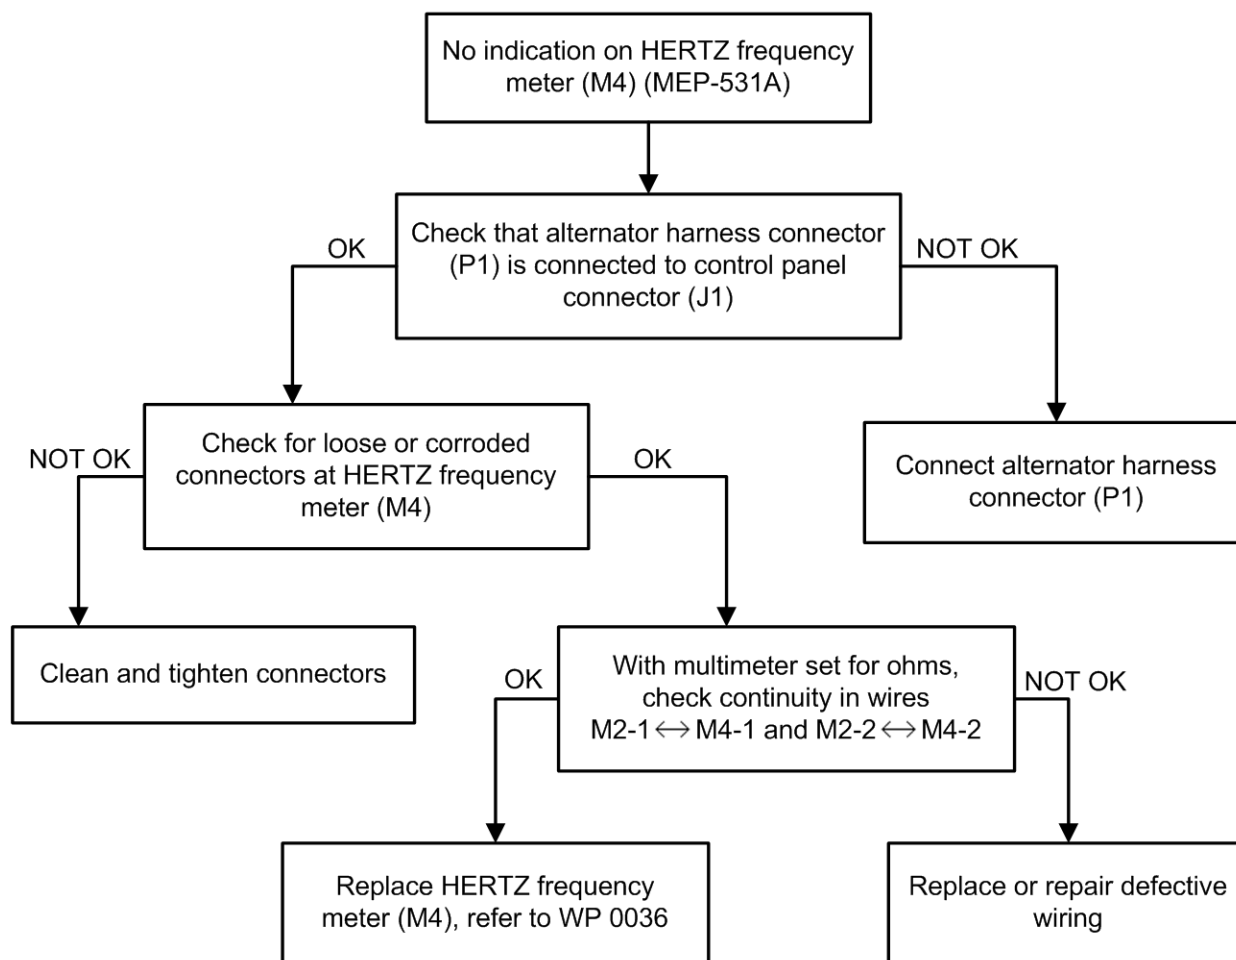 No indication on HERTZ frequency
meter (M4) (MEP-531A)
OK
Check that alternator harness connector
(P1) is connected to control panel
connector (J1)
NOT OK
NOT OK
Check for loose or corroded
connectors at HERTZ frequency
meter (M4)
OK
Connect alternator harness
connector (P1)
Clean and tighten connectors
OK
With multimeter set for ohms,
check continuity in wires
M2-1 ↔ M4-1 and M2-2 ↔ M4-2
NOT OK
Replace HERTZ frequency
meter (M4), refer to WP 0036
Replace or repair defective
wiring